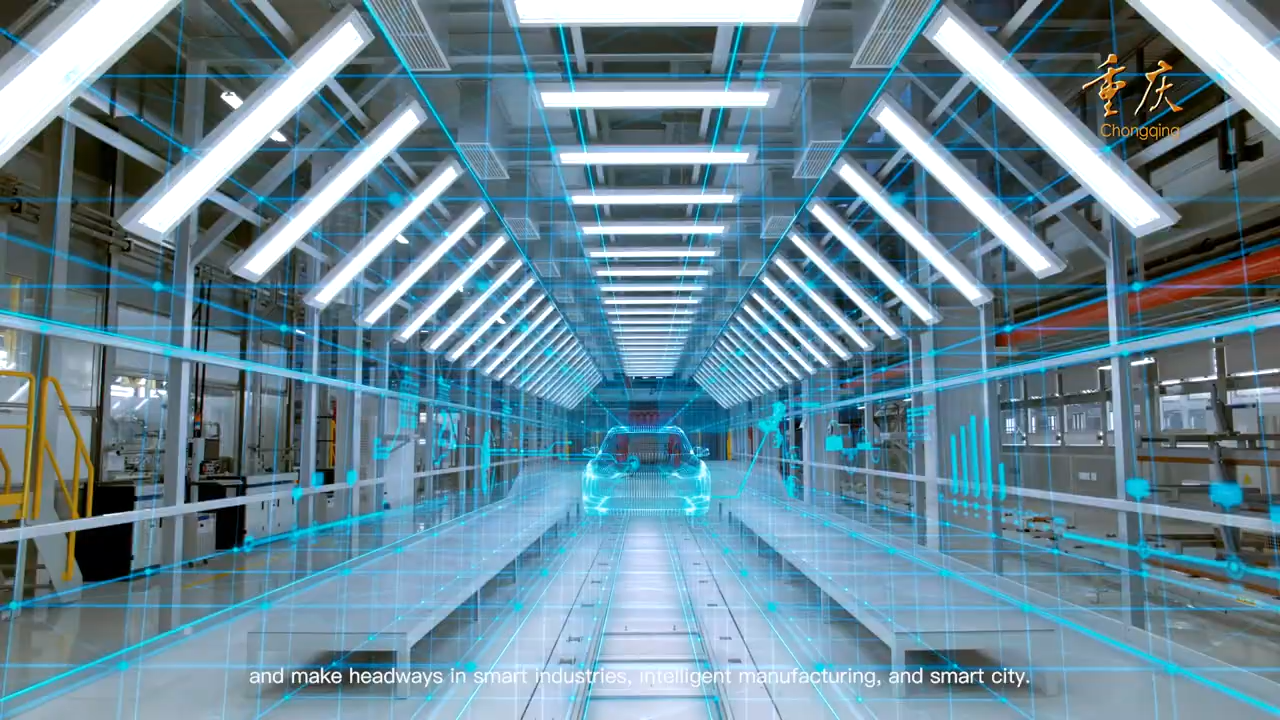 重庆
Chongqing
and make headways in smart industries, intelligent manufacturing, and smart city.